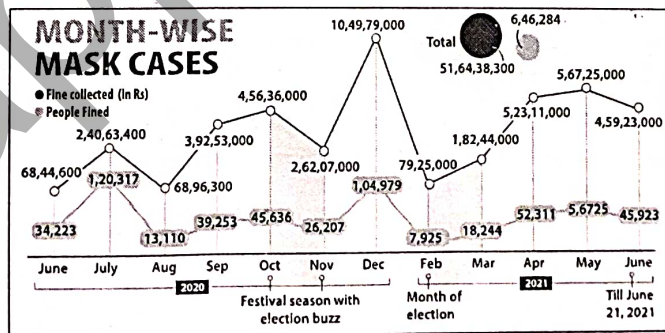 MONTH-WISE
MASK CASES
Fine collected (In Rs)
People Fined
Total
51,64,38,300
6,46,284
68,44,600
2,40,63,400
68,96,300
3,92,53,000
4,56,36,000
2,62,07,000
10,49,79,000
79,25,000
1,82,44,000
5,23,11,000
5,67,25,000
4,59,23,000
34,223
1,20,317
13,110
39,253
45,636
26,207
1,04,979
7,925
18,244
52,311
5,6725
45,923
June July Aug Sep Oct Nov Dec Feb Mar Apr May June
2020 2021
Festival season with
election buzz
Month of
election
Till June
21, 2021